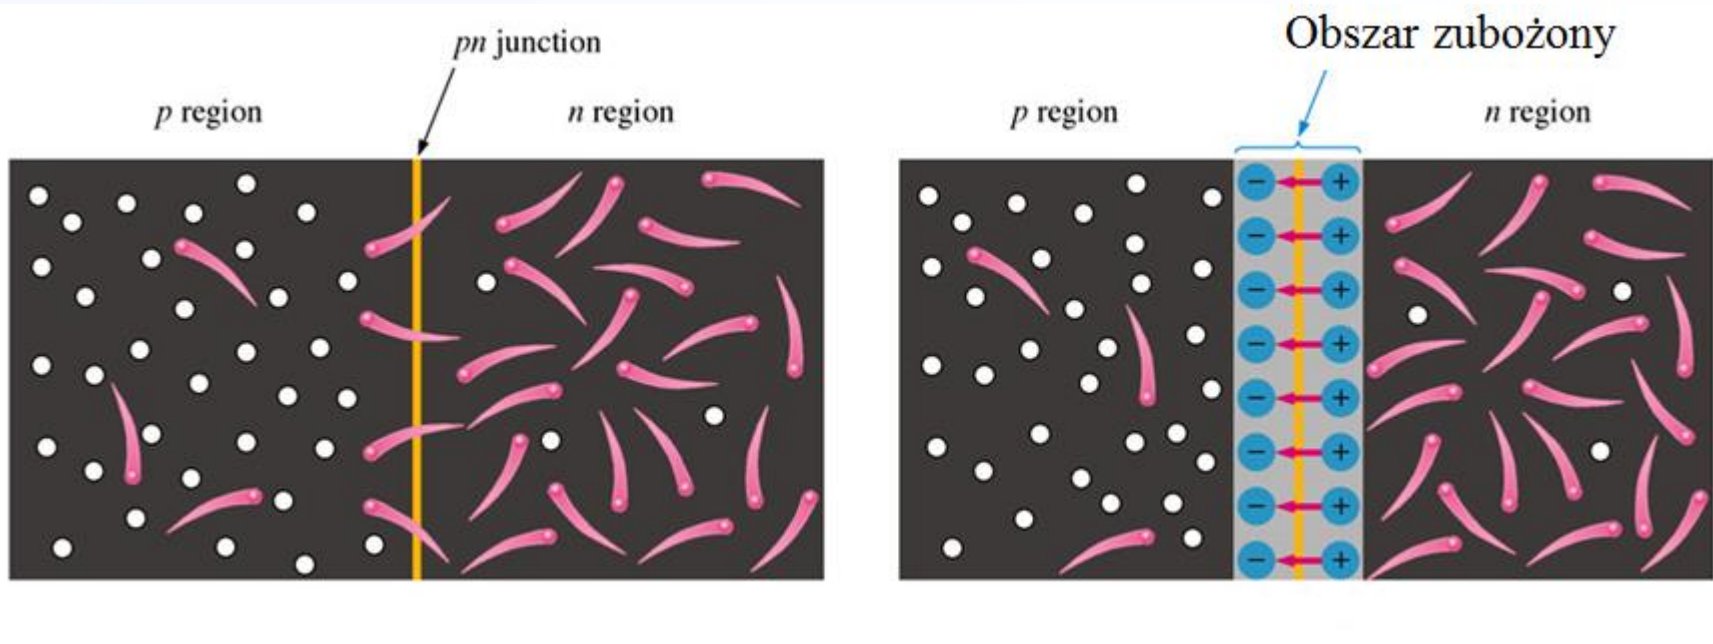 pn junction
p region
n region
Obszar zubożony
p region
n region
− +
− +
− +
− +
− +
− +
− +
− +